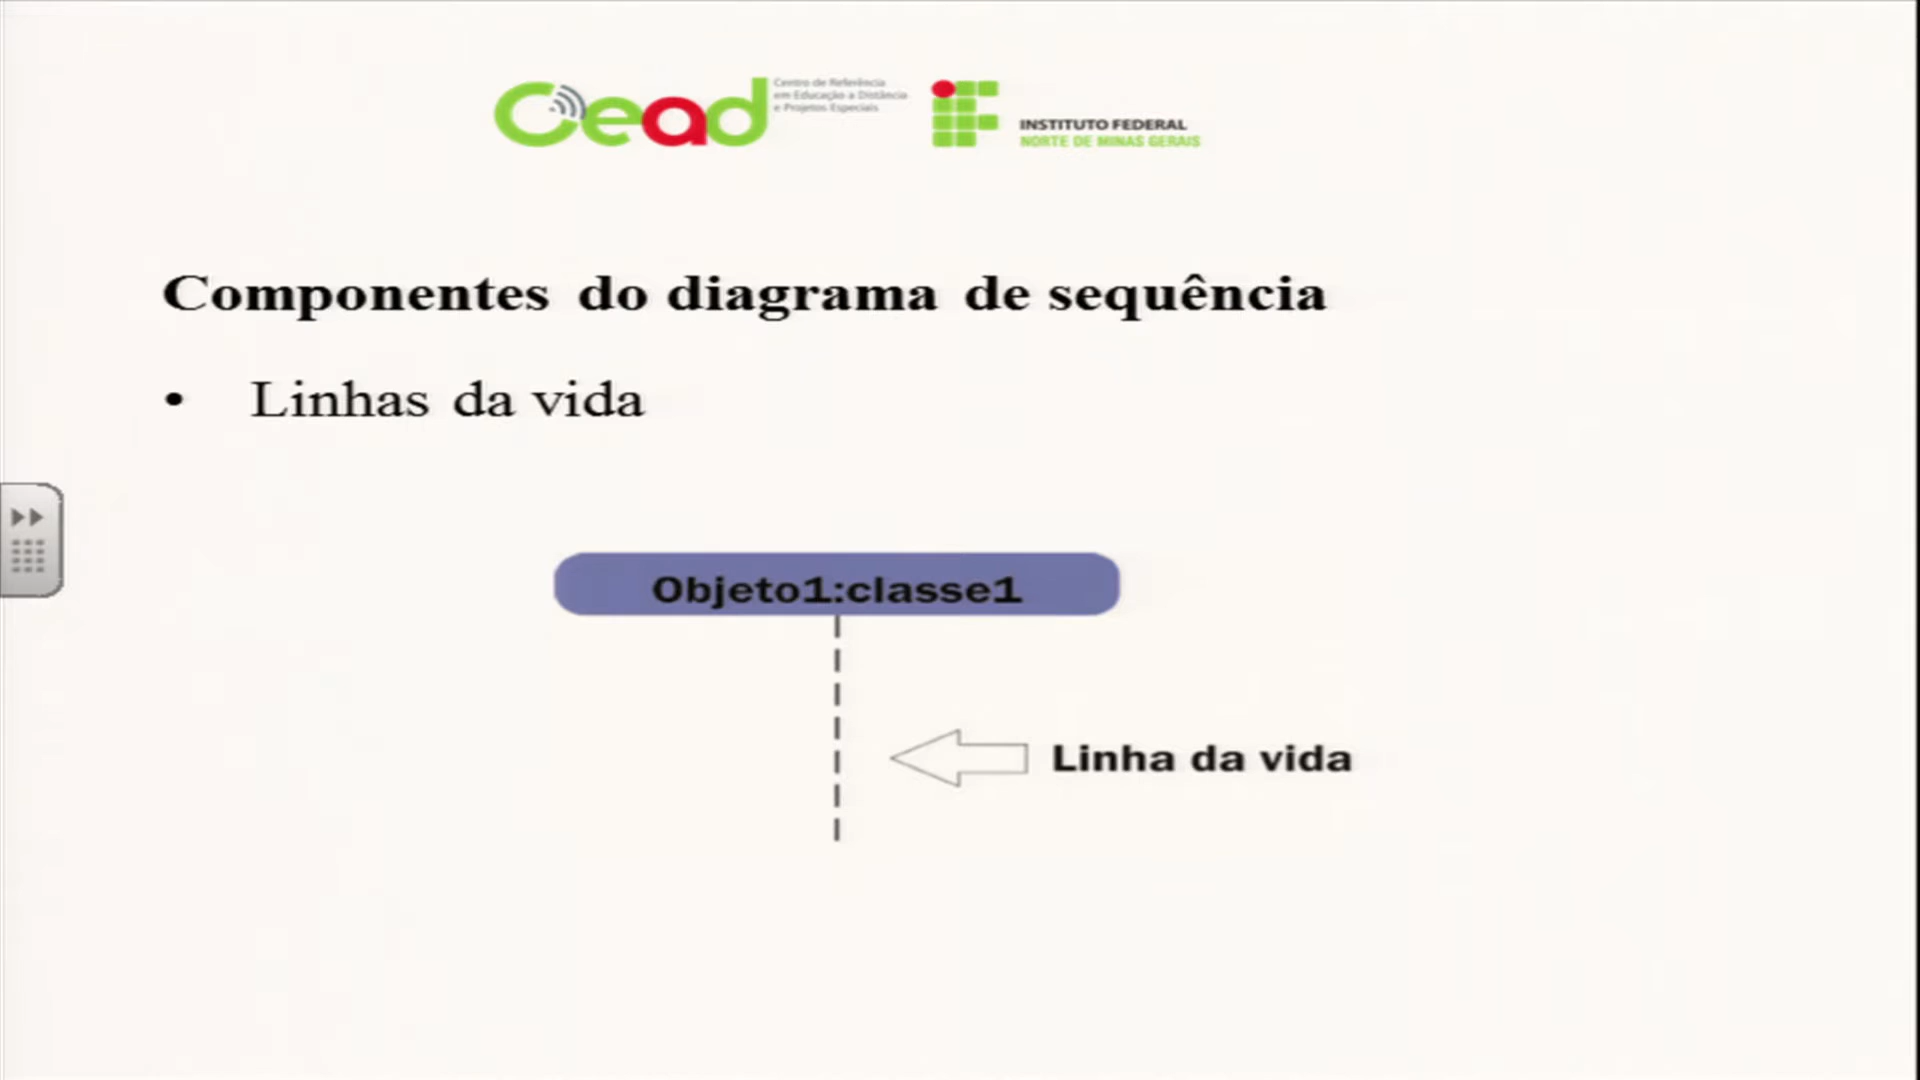 Cead
Centro de Referência
em Educação a Distância
e Projetos Especiais
INSTITUTO FEDERAL
NORTE DE MINAS GERAIS
Componentes do diagrama de sequência
• Linhas da vida
Objeto1:classe1
Linha da vida